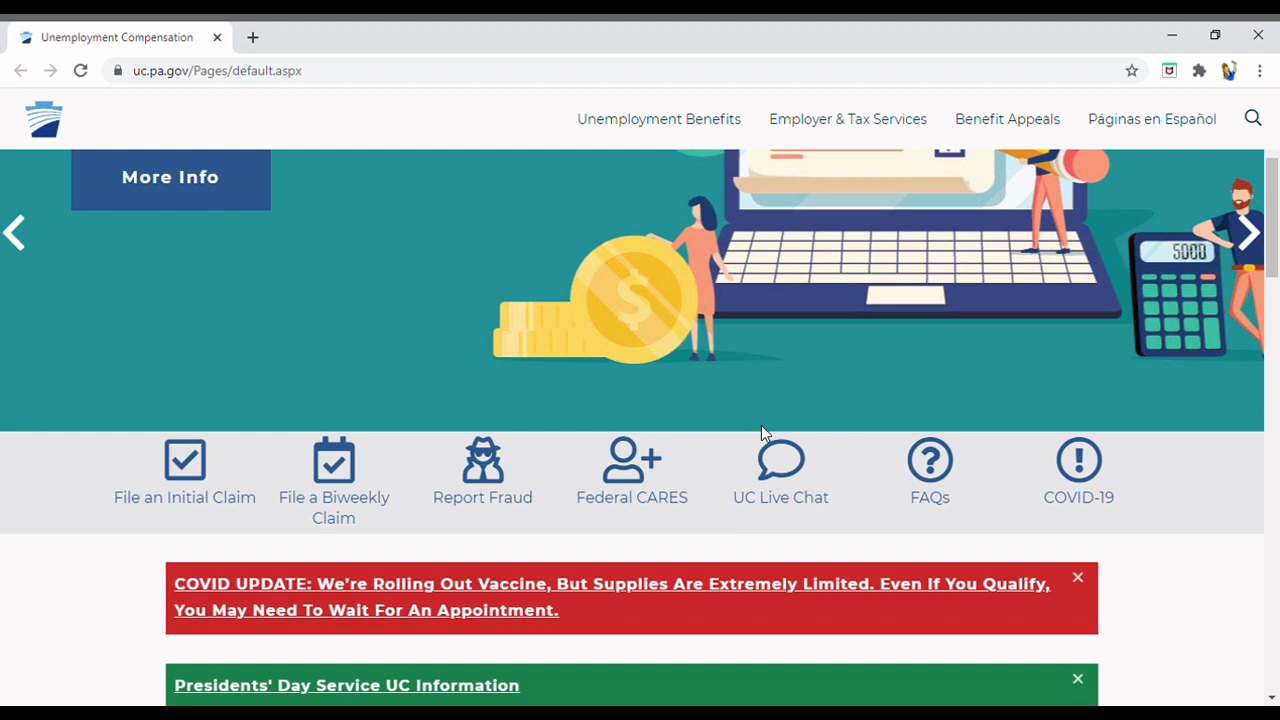 Unemployment Compensation
uc.pa.gov/Pages/default.aspx
Unemployment Benefits
Employer & Tax Services
Benefit Appeals
Páginas en Español
More Info
$
5000
File an Initial Claim
File a Biweekly
Claim
Report Fraud
Federal CARES
UC Live Chat
FAQs
COVID-19
COVID UPDATE: We're Rolling Out Vaccine, But Supplies Are Extremely Limited. Even If You Qualify,
You May Need To Wait For An Appointment.
Presidents' Day Service UC Information